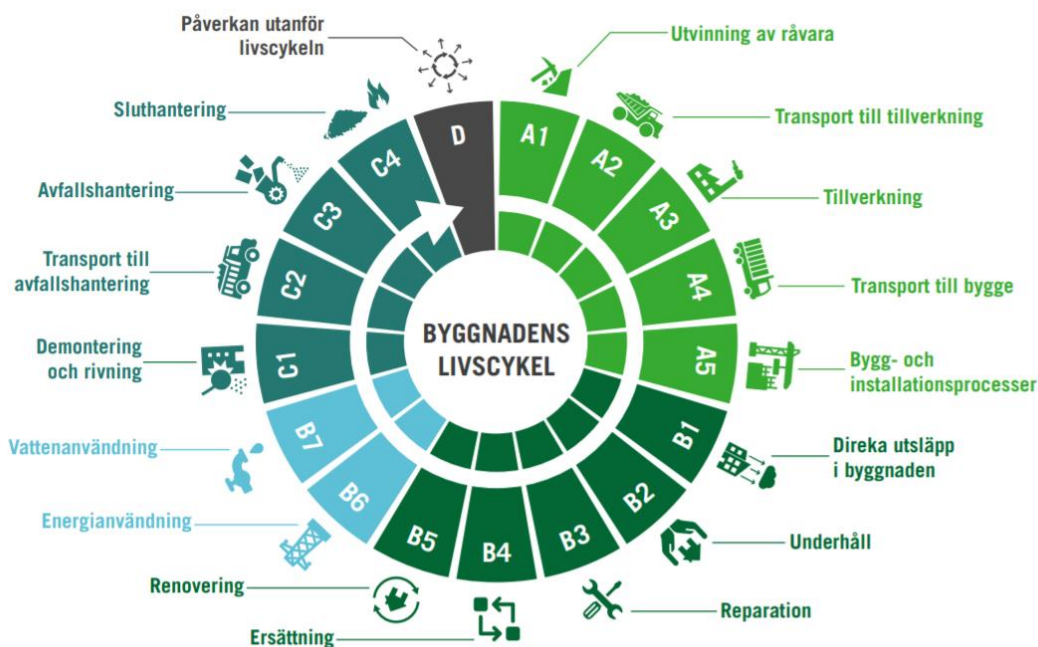 Påverkan utanför
livscykeln
Utvinning av råvara
Sluthantering
Transport till tillverkning
Avfallshantering
Tillverkning
Transport till
avfallshantering
Transport till bygge
Demontering
och rivning
Bygg- och
installationsprocesser
Vattenanvändning
Direka utsläpp
i byggnaden
Energianvändning
Underhåll
Renovering
Reparation
Ersättning
D
A1
A2
A3
A4
A5
B1
B2
B3
B4
B5
B6
B7
C1
C2
C3
C4
BYGGNADENS
LIVSCYKEL